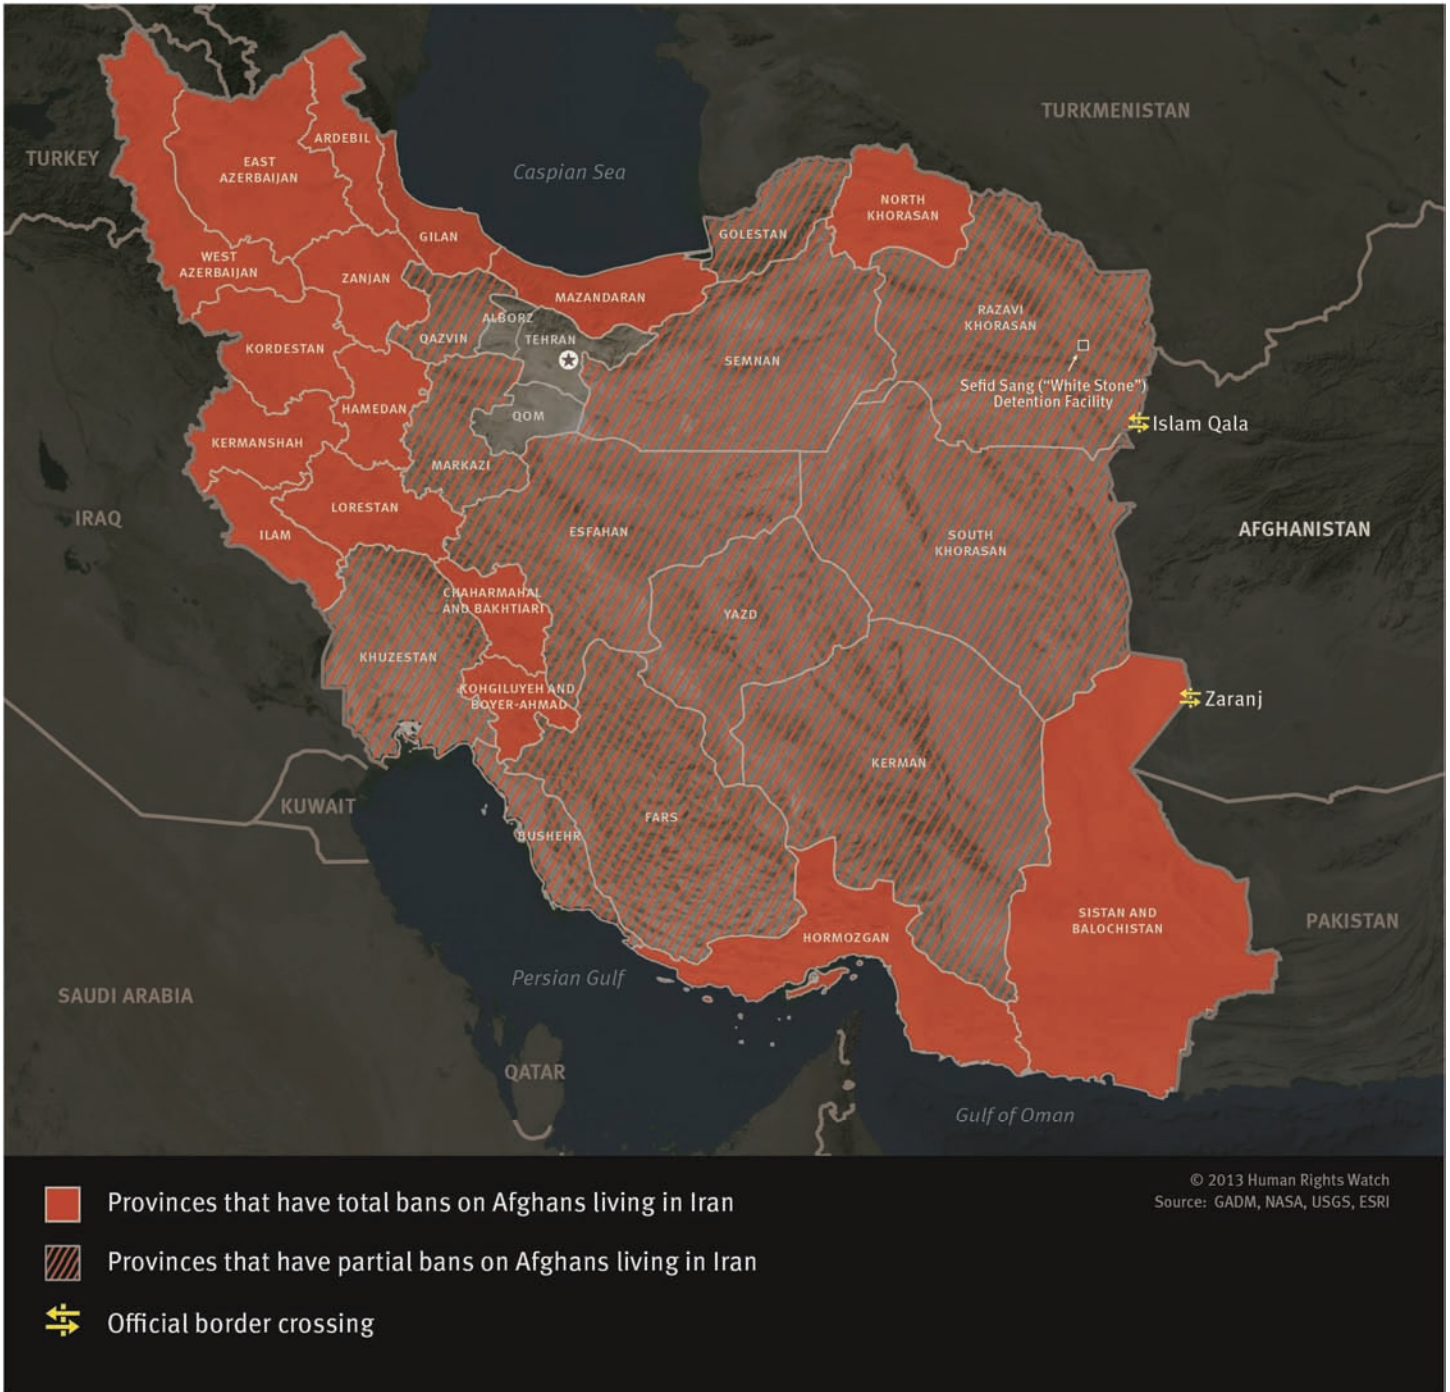 TURKMENISTAN
TURKEY
ARDEBIL
EAST
AZERBAIJAN
Caspian Sea
NORTH
KHORASAN
GILAN
GOLESTAN
WEST
AZERBAIJAN
ZANJAN
MAZANDARAN
RAZAVI
KHORASAN
ALBORZ
QAZVIN
TEHRAN
KORDESTAN
SEMNAN
Sefid Sang ("White Stone")
Detention Facility
HAMEDAN
QOM
Islam Qala
KERMANSHAH
MARKAZI
LORESTAN
IRAQ
ILAM
ESFAHAN
SOUTH
KHORASAN
AFGHANISTAN
CHAHARMAHAL
AND BAKHTIARI
YAZD
KHUZESTAN
KOHGILUYEH AND
BOYER-AHMAD
Zaranj
KERMAN
KUWAIT
FARS
BUSHEHR
SISTAN AND
BALOCHISTAN
PAKISTAN
HORMOZGAN
Persian Gulf
SAUDI ARABIA
QATAR
Gulf of Oman
Provinces that have total bans on Afghans living in Iran
Provinces that have partial bans on Afghans living in Iran
Official border crossing
© 2013 Human Rights Watch
Source: GADM, NASA, USGS, ESRI